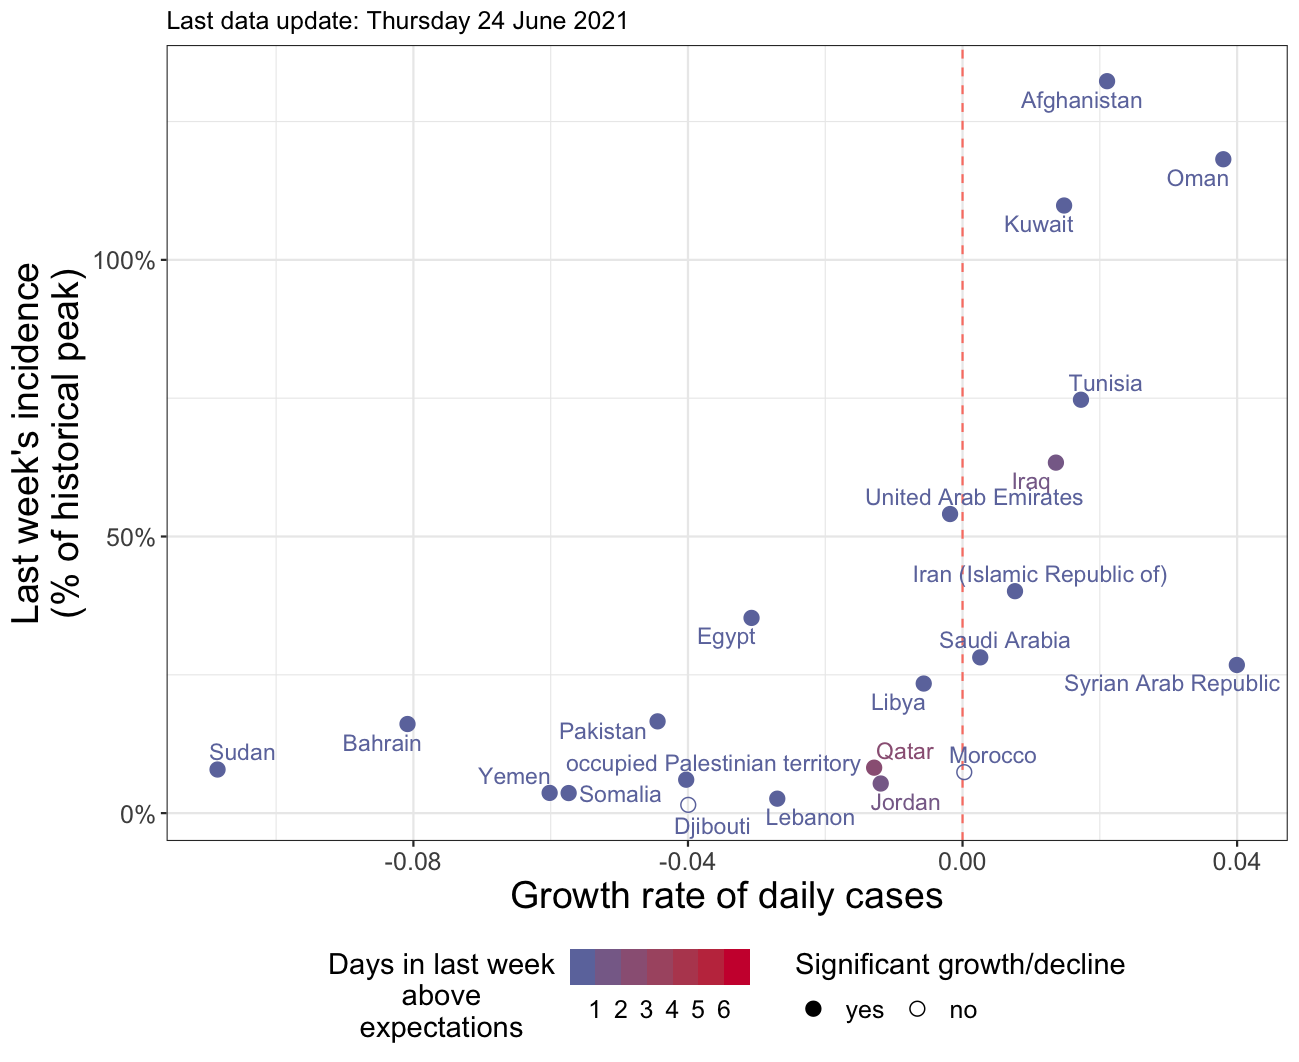 Last data update: Thursday 24 June 2021
Last week's incidence
(% of historical peak)
100%
50%
0%
Afghanistan
Oman
Kuwait
Tunisia
Iraq
United Arab Emirates
Iran (Islamic Republic of)
Egypt
Saudi Arabia
Syrian Arab Republic
Libya
Pakistan
Bahrain
Sudan
Qatar
Morocco
occupied Palestinian territory
Yemen
Somalia
Jordan
Lebanon
Djibouti
-0.08 -0.04 0.00 0.04
Growth rate of daily cases
Days in last week
above
expectations
1 2 3 4 5 6
Significant growth/decline
yes no